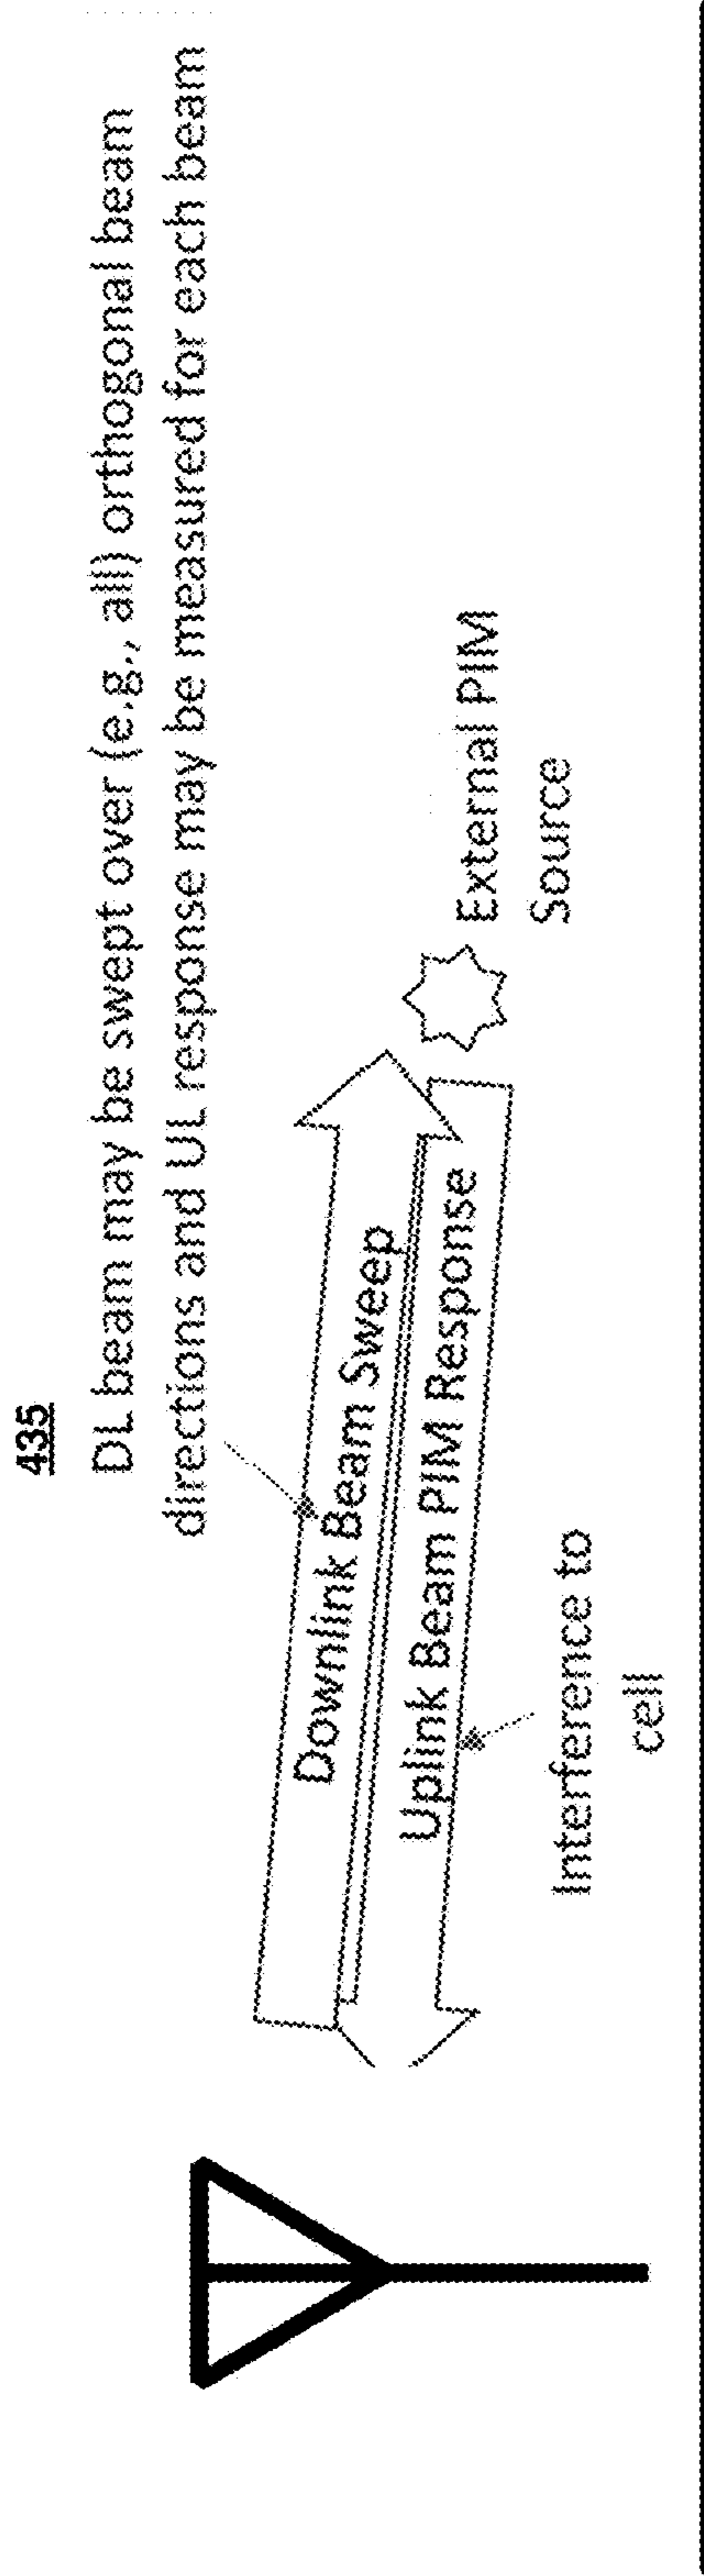 435
DL beam may be swept over (e.g., all) orthogonal beam
directions and UL response may be measured for each beam
Downlink Beam Sweep
Uplink Beam PIM Response
External PIM
Source
Interference to
cell